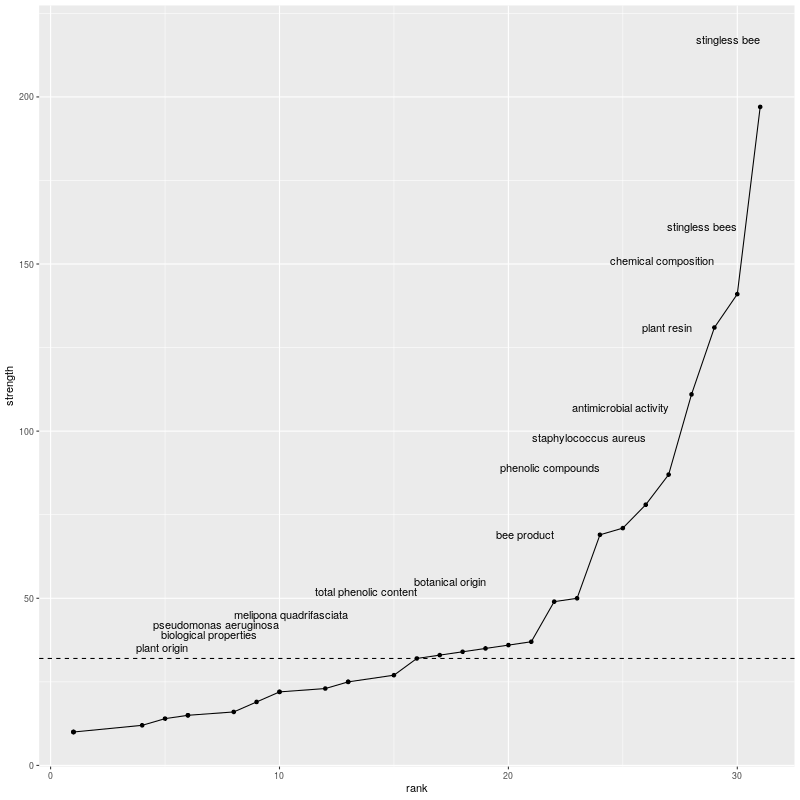 stingless bee
200
stingless bees
chemical composition
150
plant resin
strength
antimicrobial activity
100
staphylococcus aureus
phenolic compounds
bee product
botanical origin
total phenolic content
50
melipona quadrifasciata
pseudomonas aeruginosa
biological properties
plant origin
0
0 10 20 30
rank